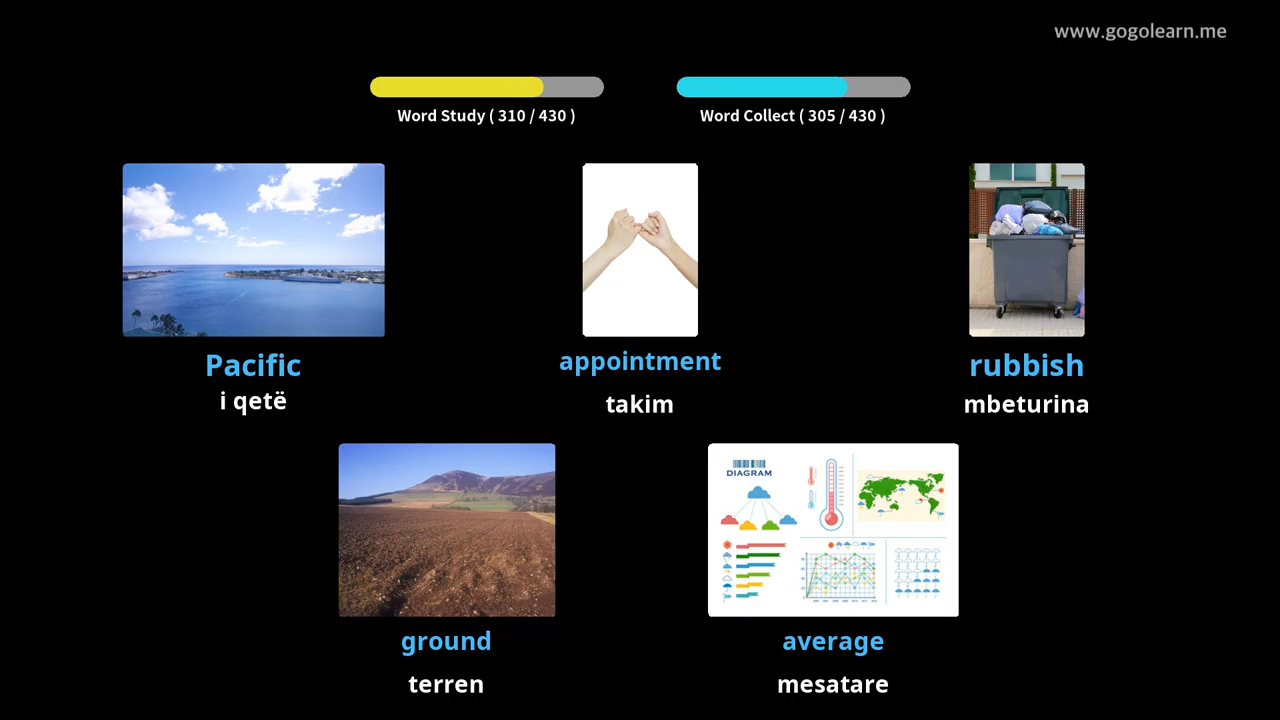 www.gogolearn.me
Word Study ( 310 / 430 )
Word Collect ( 305 / 430 )
Pacific
i qetë
appointment
takim
rubbish
mbeturina
DIAGRAM
ground
terren
average
mesatare